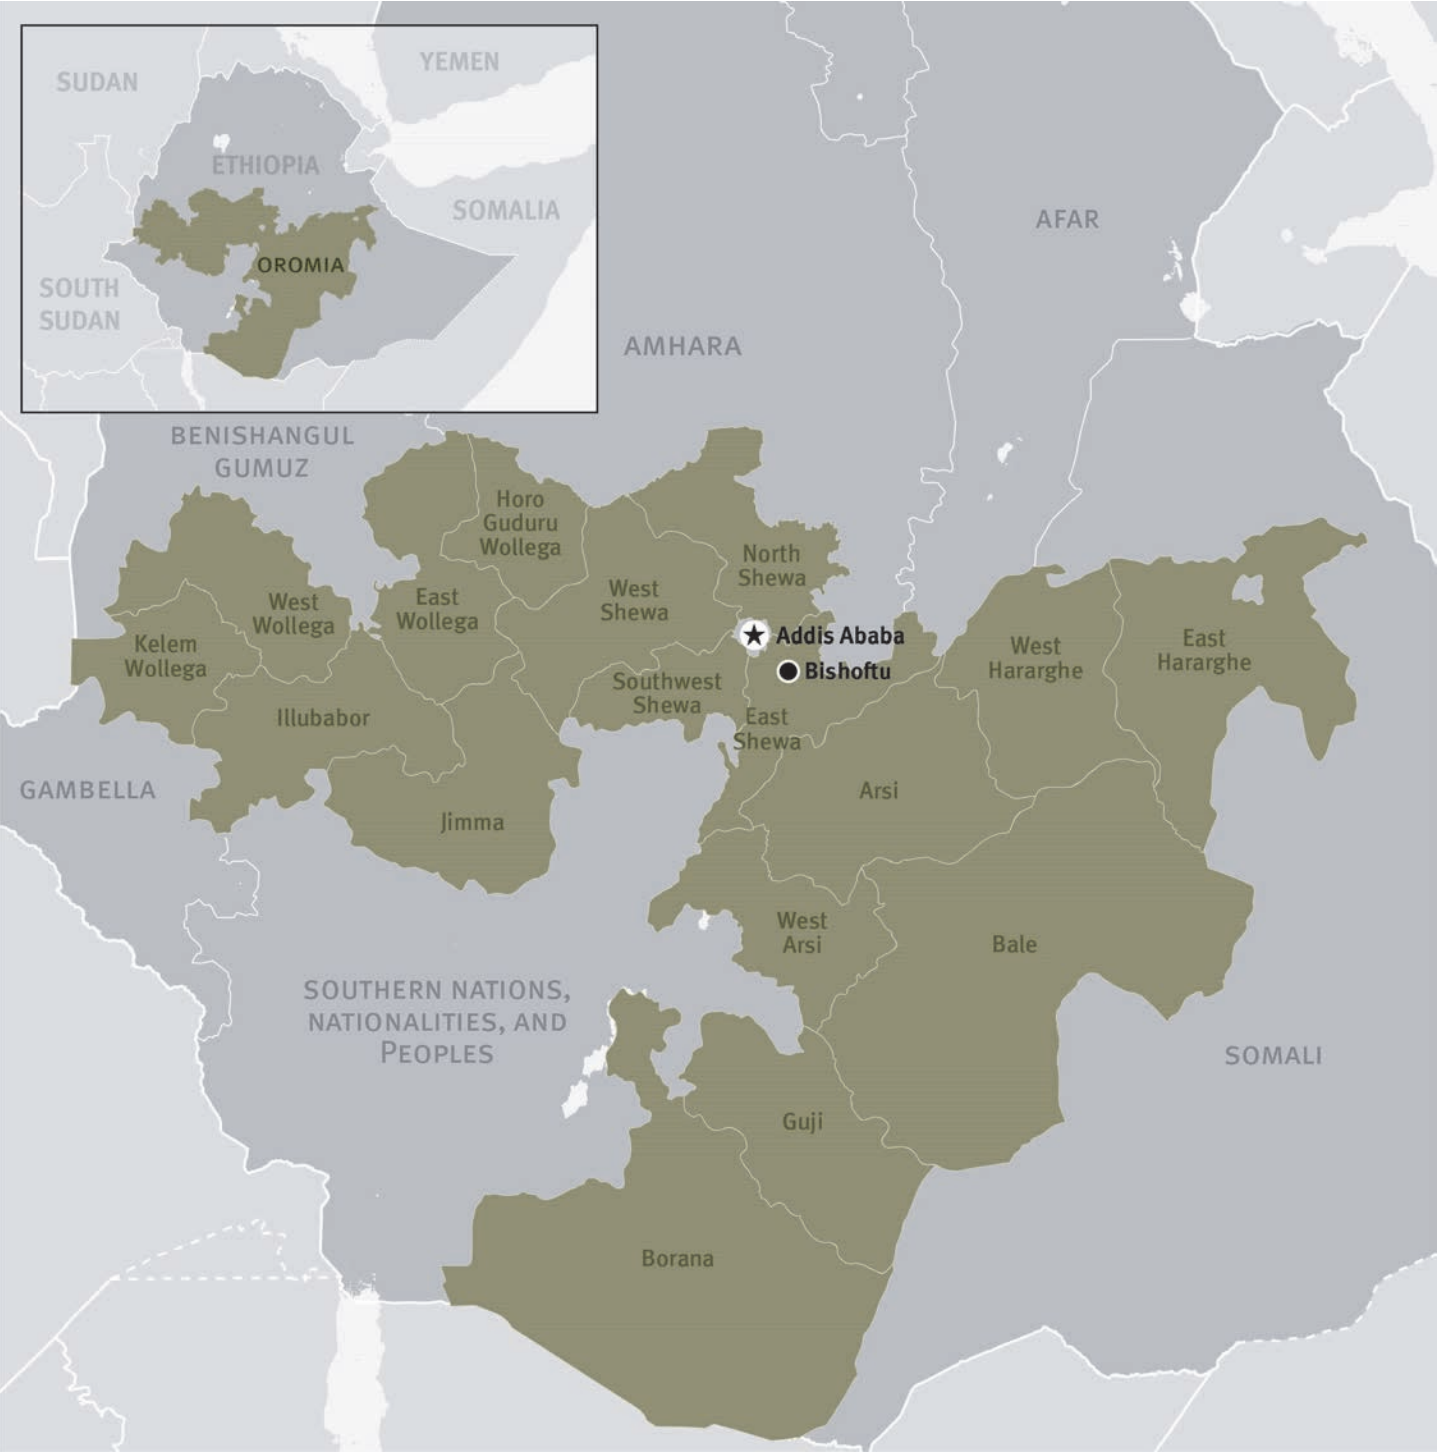 SUDAN
YEMEN
ETHIOPIA
SOMALIA
OROMIA
SOUTH
SUDAN
AFAR
AMHARA
BENISHANGUL
GUMUZ
Horo
Guduru
Wollega
North
Shewa
West
Shewa
East
Wollega
West
Wollega
Kelem
Wollega
Addis Ababa
Bishoftu
West
Hararghe
East
Hararghe
Southwest
Shewa
East
Shewa
Illubabor
GAMBELLA
Arsi
Jimma
West
Arsi
Bale
SOUTHERN NATIONS,
NATIONALITIES, AND
PEOPLES
SOMALI
Guji
Borana